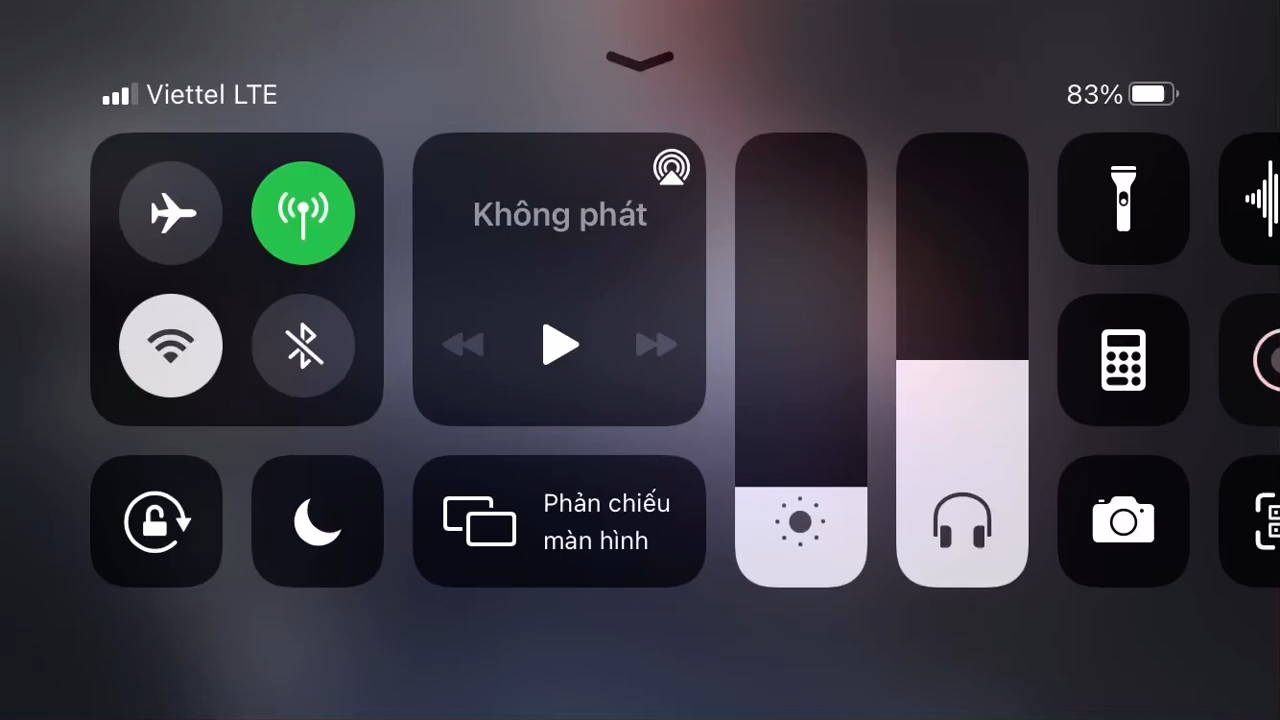 Viettel LTE
83%
Không phát
Phản chiếu
màn hình